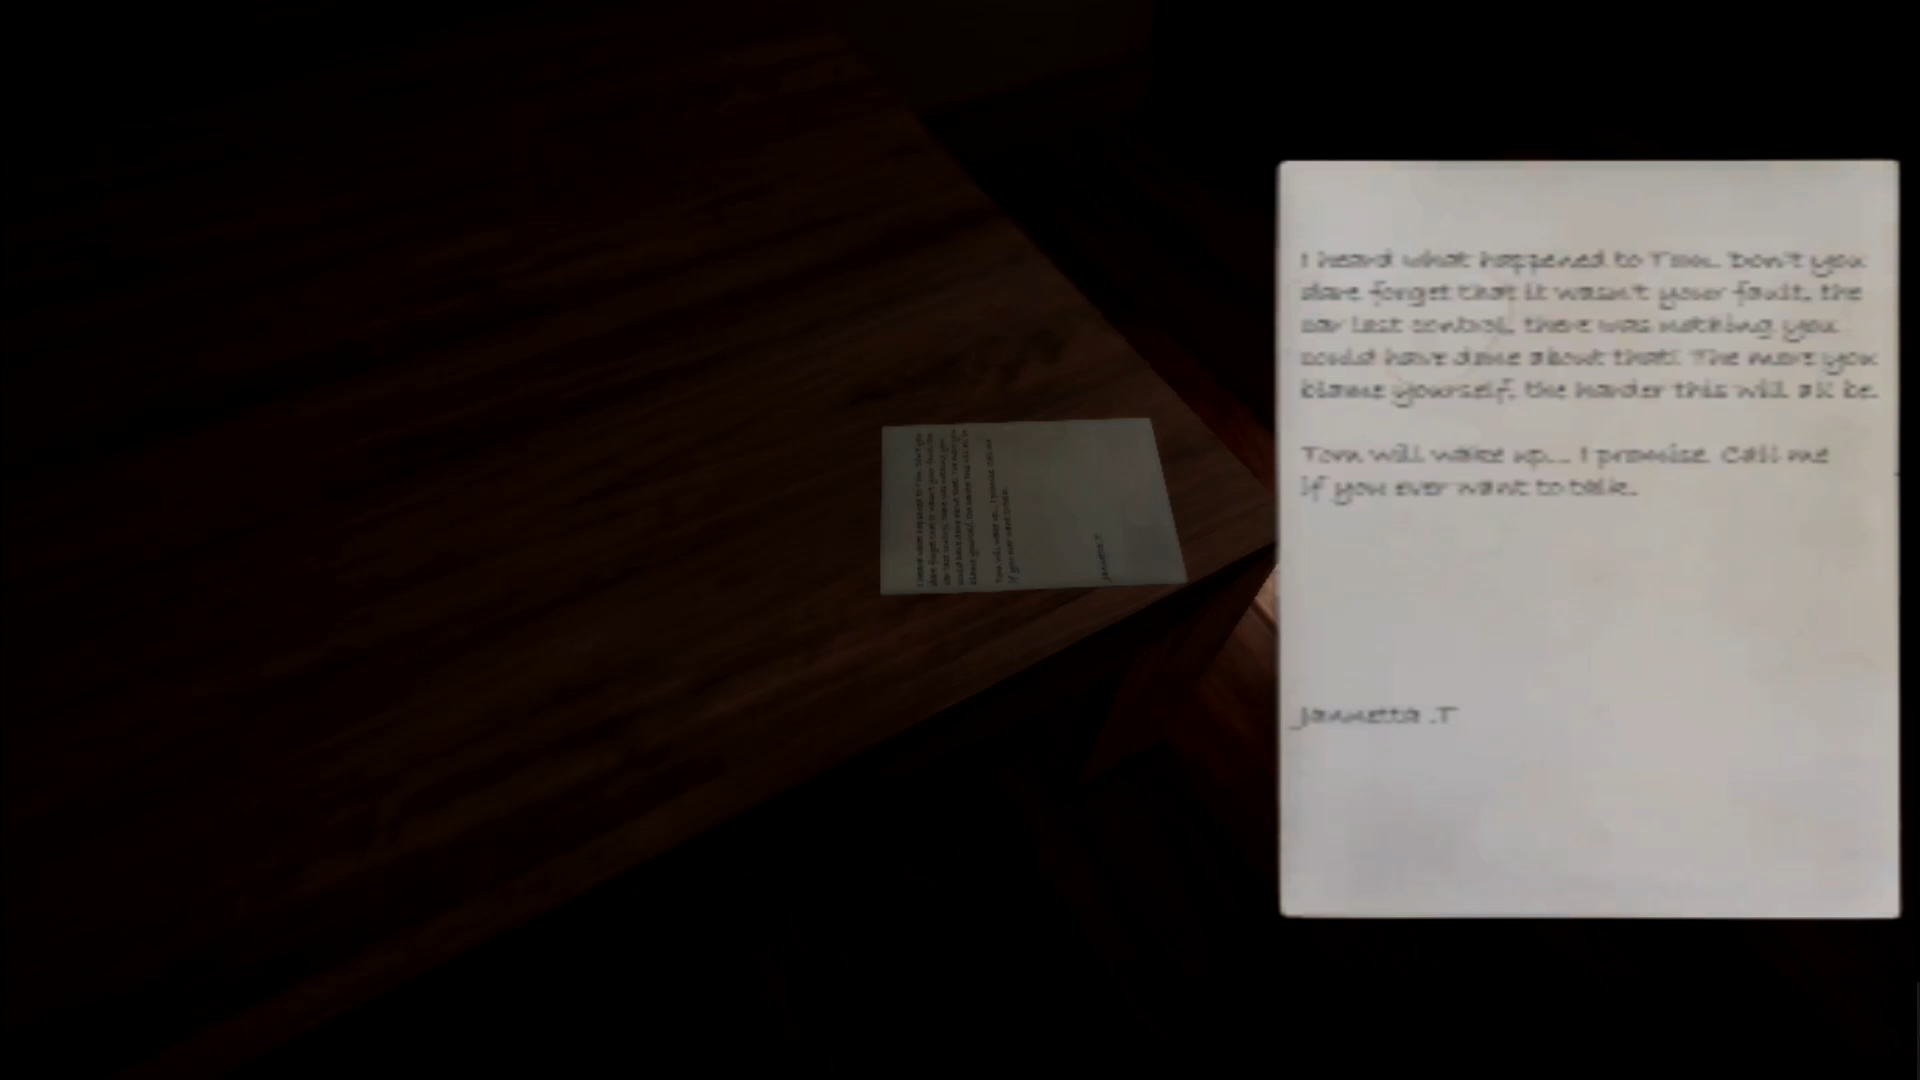 I heard what happened to Tom. Don't you
dare forget that it wasn't your fault, the
car lost control, there was nothing you
could have done about that! The more you
blame yourself, the harder this will all be.
Tom will wake up... I promise. Call me
if you ever want to talk.
Jannetta .T